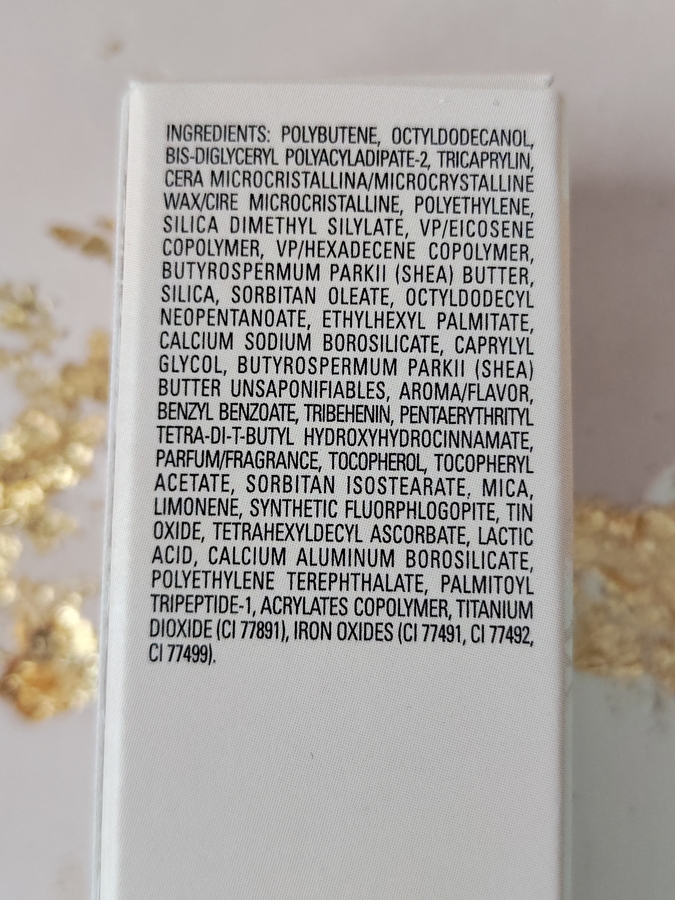 INGREDIENTS: POLYBUTENE, OCTYLDODECANOL,
BIS-DIGLYCERYL POLYACYLADIPATE-2, TRICAPRYLIN,
CERA MICROCRISTALLINA/MICROCRYSTALLINE
WAX/CIRE MICROCRISTALLINE, POLYETHYLENE,
SILICA DIMETHYL SILYLATE, VP/EICOSENE
COPOLYMER, VP/HEXADECENE COPOLYMER,
BUTYROSPERMUM PARKII (SHEA) BUTTER,
SILICA, SORBITAN OLEATE, OCTYLDODECYL
NEOPENTANOATE, ETHYLHEXYL PALMITATE,
CALCIUM SODIUM BOROSILICATE, CAPRYLYL
GLYCOL, BUTYROSPERMUM PARKII (SHEA)
BUTTER UNSAPONIFIABLES, AROMA/FLAVOR,
BENZYL BENZOATE, TRIBEHENIN, PENTAERYTHRITYL
TETRA-DI-T-BUTYL HYDROXYHYDROCINNAMATE,
PARFUM/FRAGRANCE, TOCOPHEROL, TOCOPHERYL
ACETATE, SORBITAN ISOSTEARATE, MICA,
LIMONENE, SYNTHETIC FLUORPHLOGOPITE, TIN
OXIDE, TETRAHEXYLDECYL ASCORBATE, LACTIC
ACID, CALCIUM ALUMINUM BOROSILICATE,
POLYETHYLENE TEREPHTHALATE, PALMITOYL
TRIPEPTIDE-1, ACRYLATES COPOLYMER, TITANIUM
DIOXIDE (CI 77891), IRON OXIDES (CI 77491, CI 77492,
CI 77499).